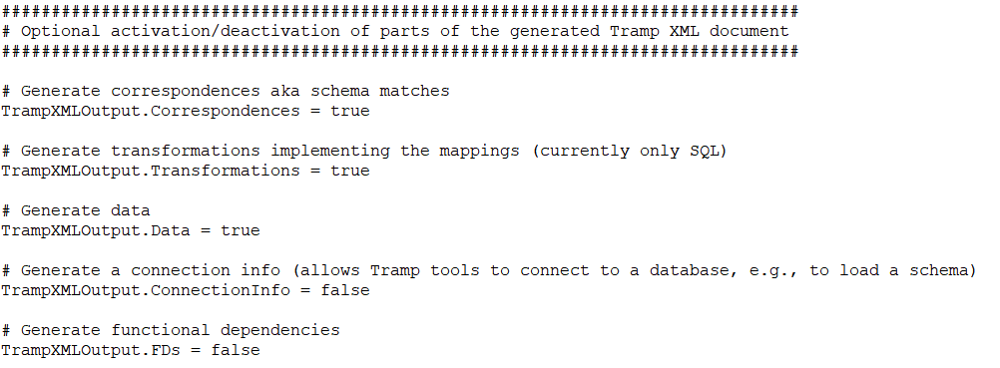 ################################################################################
# Optional activation/deactivation of parts of the generated Tramp XML document
################################################################################
# Generate correspondences aka schema matches
TrampXMLOutput.Correspondences = true
# Generate transformations implementing the mappings (currently only SQL)
TrampXMLOutput.Transformations = true
# Generate data
TrampXMLOutput.Data = true
# Generate a connection info (allows Tramp tools to connect to a database, e.g., to load a schema)
TrampXMLOutput.ConnectionInfo = false
# Generate functional dependencies
TrampXMLOutput.FDs = false